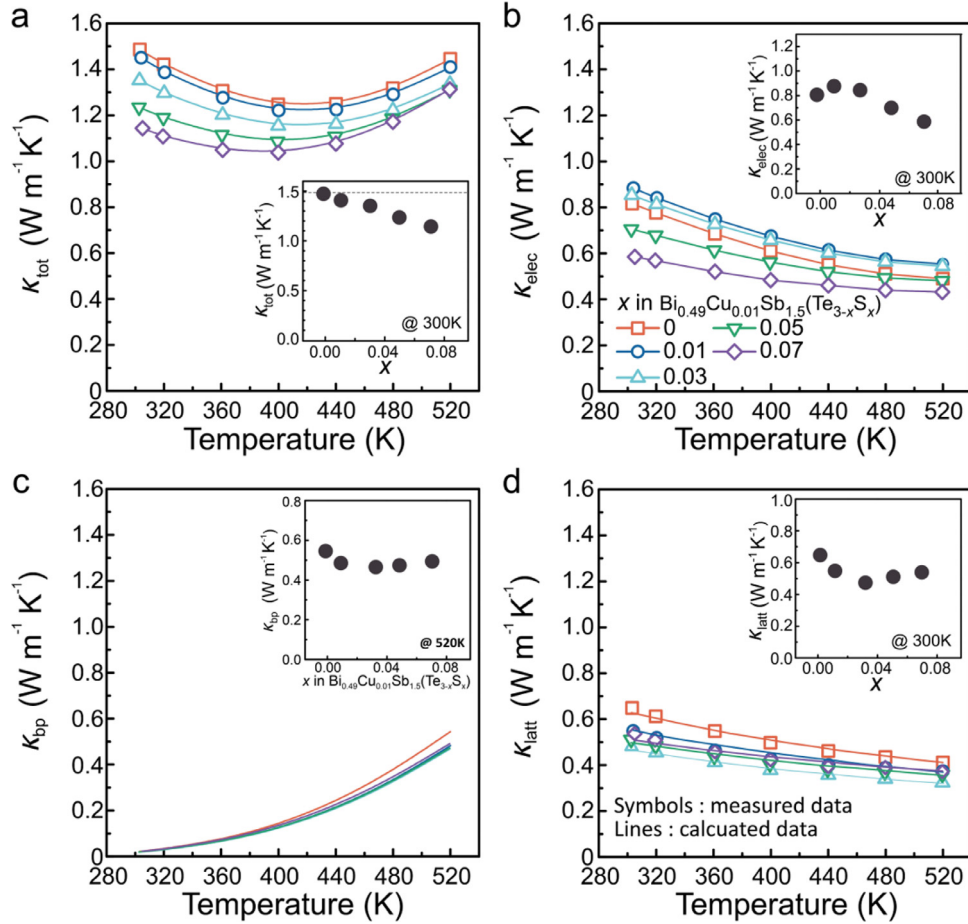 a
κtot (W m⁻¹ K⁻¹)
1.6
1.4
1.2
1.0
0.8
0.6
0.4
0.2
0
280 320 360 400 440 480 520
Temperature (K)
κtot (W m⁻¹ K⁻¹)
1.5
1.0
0.5
0.0
0.00 0.04 0.08
x
@ 300K
b
κelec (W m⁻¹ K⁻¹)
1.6
1.4
1.2
1.0
0.8
0.6
0.4
0.2
0
280 320 360 400 440 480 520
Temperature (K)
κelec (W m⁻¹ K⁻¹)
1.2
1.0
0.8
0.6
0.4
0.2
0.0
0.00 0.04 0.08
x
@ 300K
x in Bi0.49Cu0.01Sb1.5(Te3-xSx)
0 0.05
0.01 0.07
0.03
c
κbp (W m⁻¹ K⁻¹)
1.6
1.4
1.2
1.0
0.8
0.6
0.4
0.2
0
280 320 360 400 440 480 520
Temperature (K)
κbp (W m⁻¹ K⁻¹)
0.8
0.6
0.4
0.2
0.0
0.00 0.04 0.08
x in Bi0.49Cu0.01Sb1.5(Te3-xSx)
@ 520K
d
κlatt (W m⁻¹ K⁻¹)
1.6
1.4
1.2
1.0
0.8
0.6
0.4
0.2
0
280 320 360 400 440 480 520
Temperature (K)
κlatt (W m⁻¹ K⁻¹)
1.0
0.8
0.6
0.4
0.2
0.0
0.00 0.04 0.08
x
@ 300K
Symbols : measured data
Lines : calcuated data